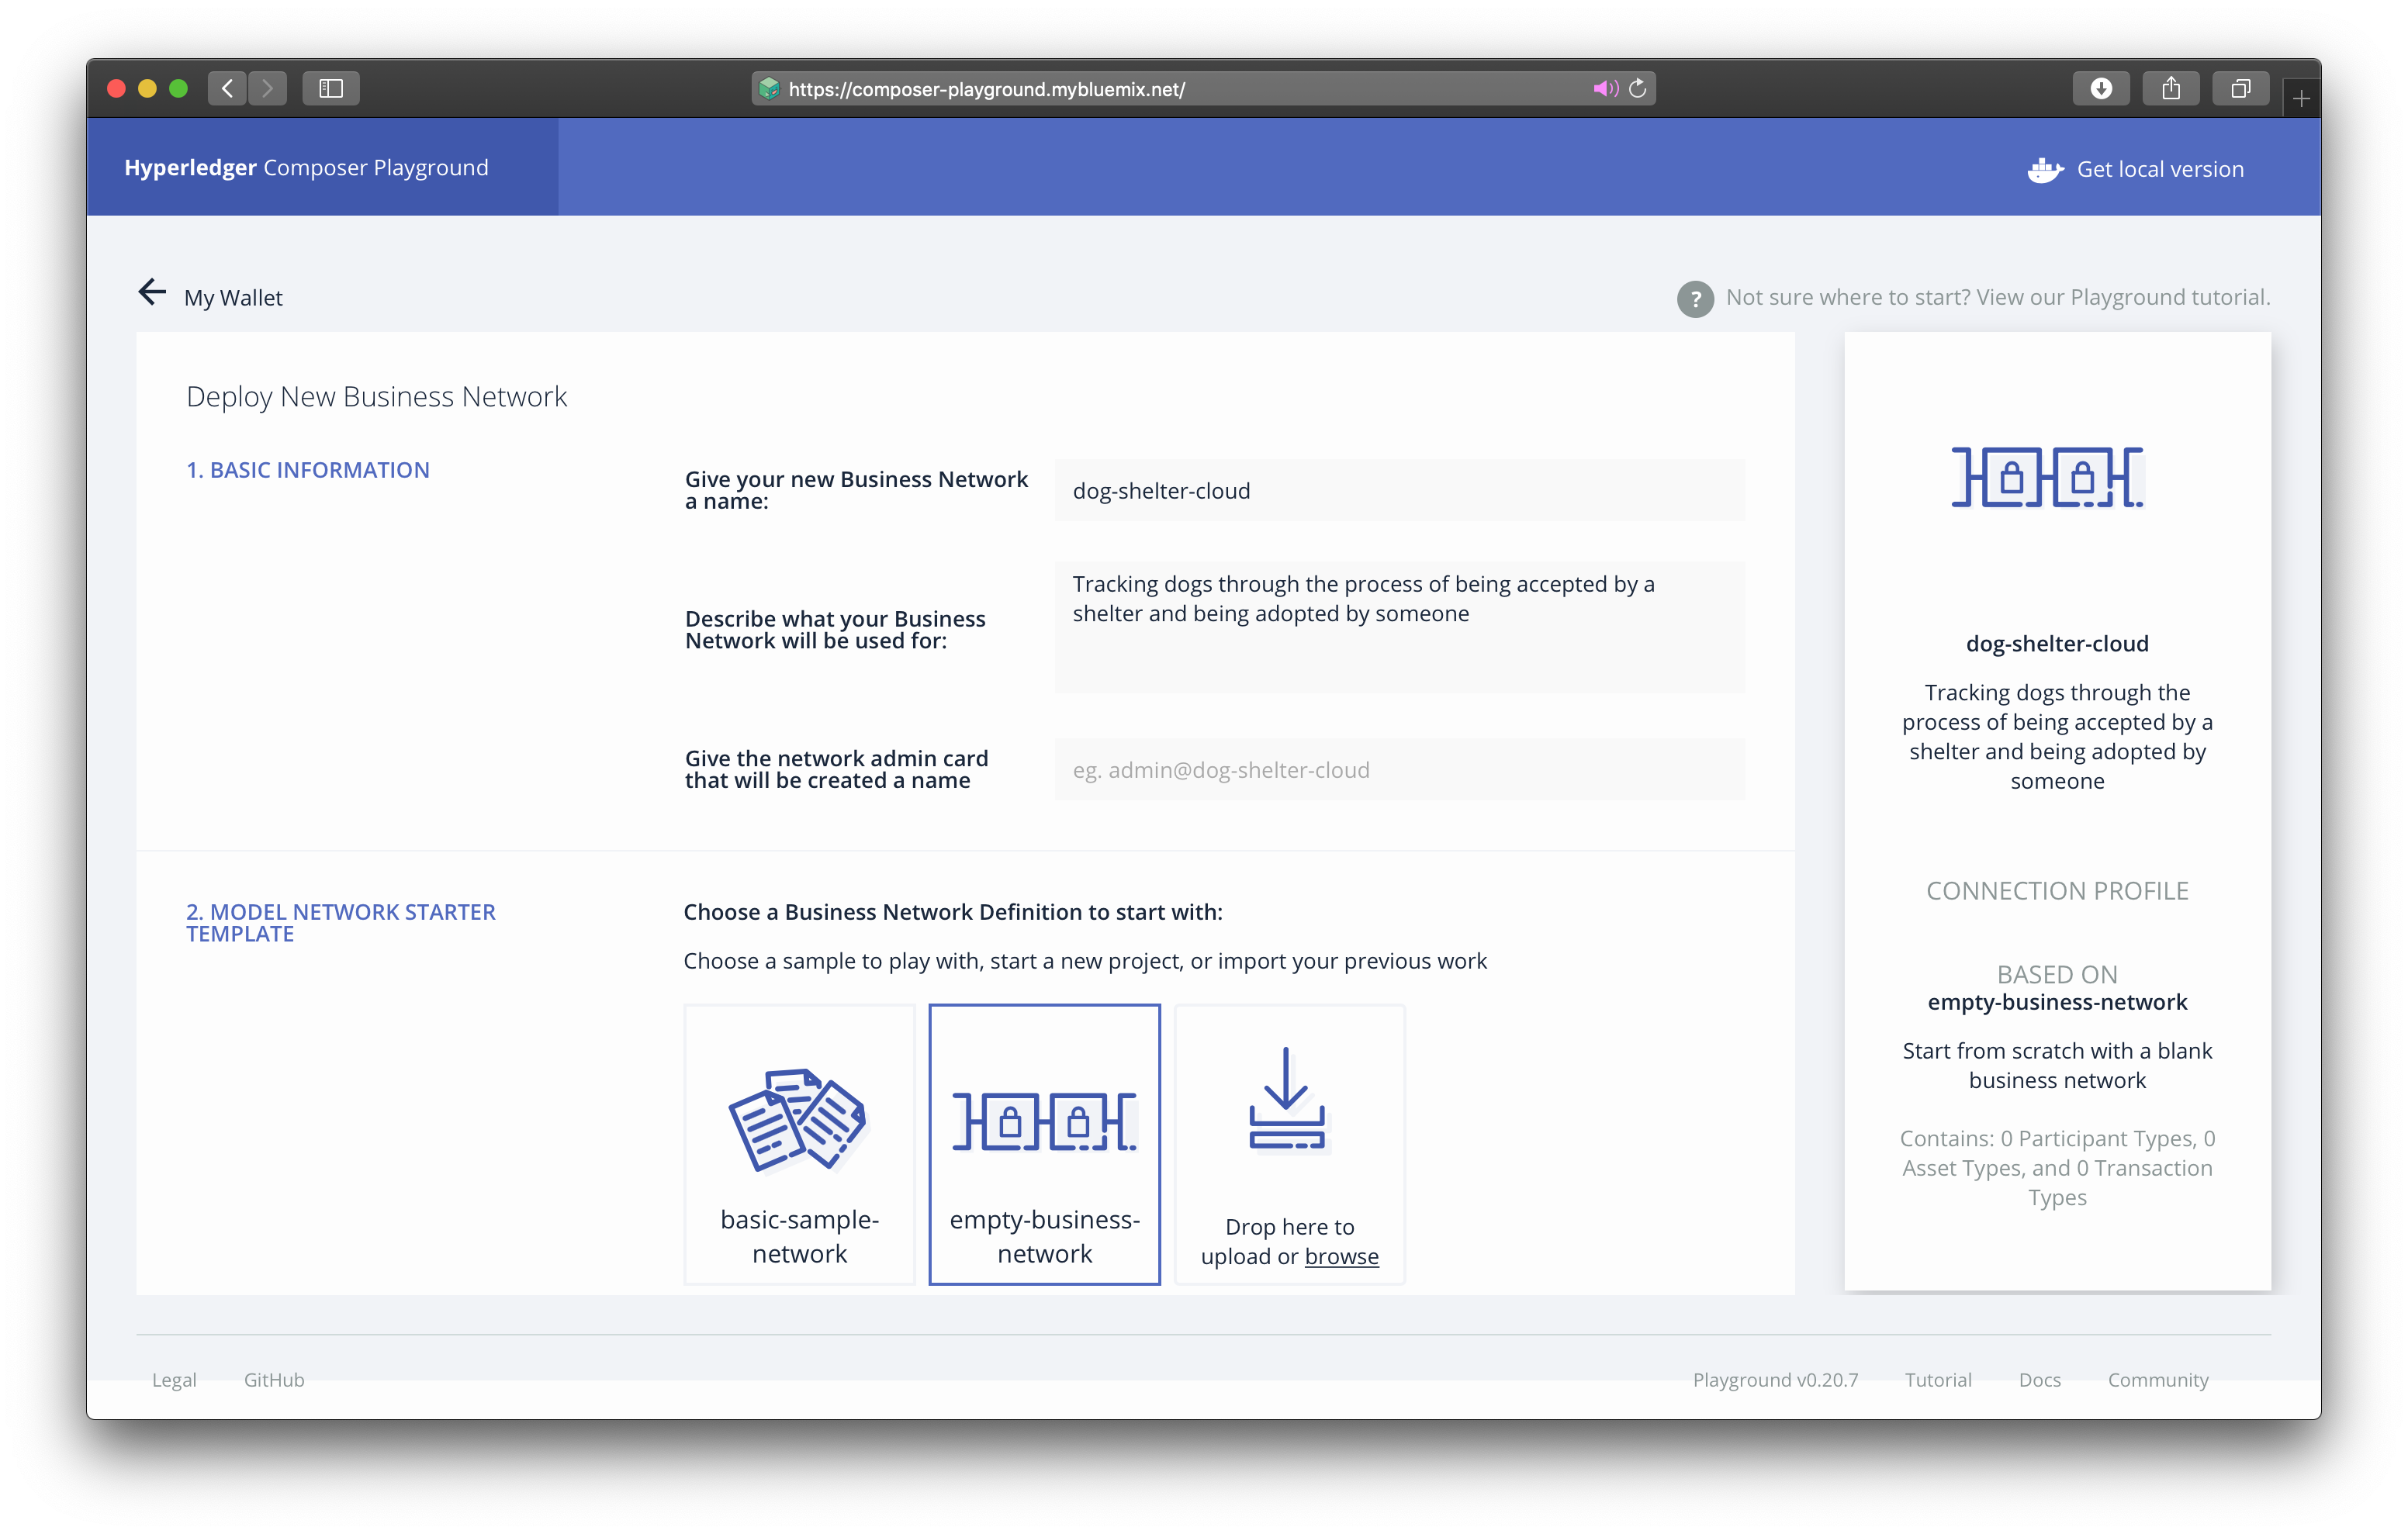 https://composer-playground.mybluemix.net/
Hyperledger Composer Playground
Get local version
My Wallet
? Not sure where to start? View our Playground tutorial.
Deploy New Business Network
1. BASIC INFORMATION
Give your new Business Network
a name:
dog-shelter-cloud
Describe what your Business
Network will be used for:
Tracking dogs through the process of being accepted by a
shelter and being adopted by someone
Give the network admin card
that will be created a name
eg. admin@dog-shelter-cloud
2. MODEL NETWORK STARTER
TEMPLATE
Choose a Business Network Definition to start with:
Choose a sample to play with, start a new project, or import your previous work
basic-sample-
network
empty-business-
network
Drop here to
upload or browse
dog-shelter-cloud
Tracking dogs through the
process of being accepted by a
shelter and being adopted by
someone
CONNECTION PROFILE
BASED ON
empty-business-network
Start from scratch with a blank
business network
Contains: 0 Participant Types, 0
Asset Types, and 0 Transaction
Types
Legal
GitHub
Playground v0.20.7
Tutorial
Docs
Community